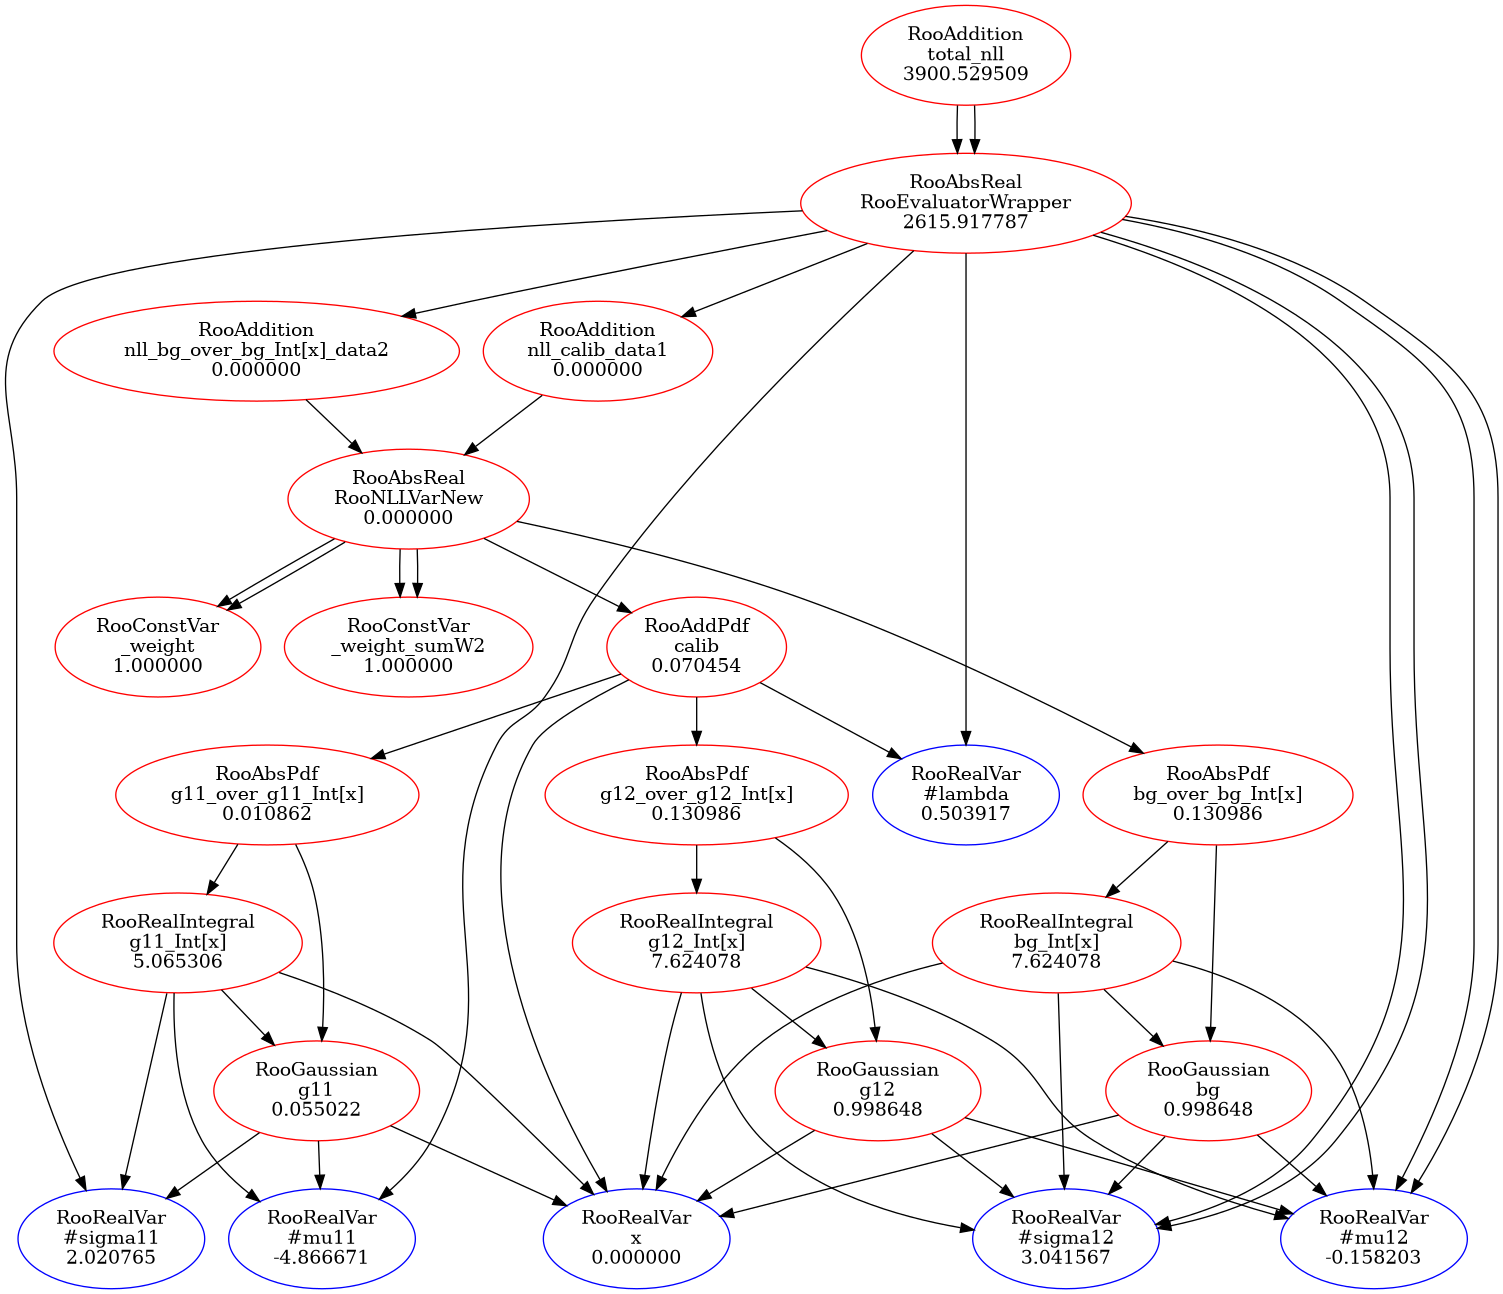 RooAddition
total_nll
3900.529509
RooAbsReal
RooEvaluatorWrapper
2615.917787
RooAddition
nll_bg_over_bg_Int[x]_data2
0.000000
RooAddition
nll_calib_data1
0.000000
RooAbsReal
RooNLLVarNew
0.000000
RooConstVar
_weight
1.000000
RooConstVar
_weight_sumW2
1.000000
RooAddPdf
calib
0.070454
RooAbsPdf
g11_over_g11_Int[x]
0.010862
RooAbsPdf
g12_over_g12_Int[x]
0.130986
RooRealVar
#lambda
0.503917
RooAbsPdf
bg_over_bg_Int[x]
0.130986
RooRealIntegral
g11_Int[x]
5.065306
RooRealIntegral
g12_Int[x]
7.624078
RooRealIntegral
bg_Int[x]
7.624078
RooGaussian
g11
0.055022
RooGaussian
g12
0.998648
RooGaussian
bg
0.998648
RooRealVar
#sigma11
2.020765
RooRealVar
#mu11
-4.866671
RooRealVar
x
0.000000
RooRealVar
#sigma12
3.041567
RooRealVar
#mu12
-0.158203